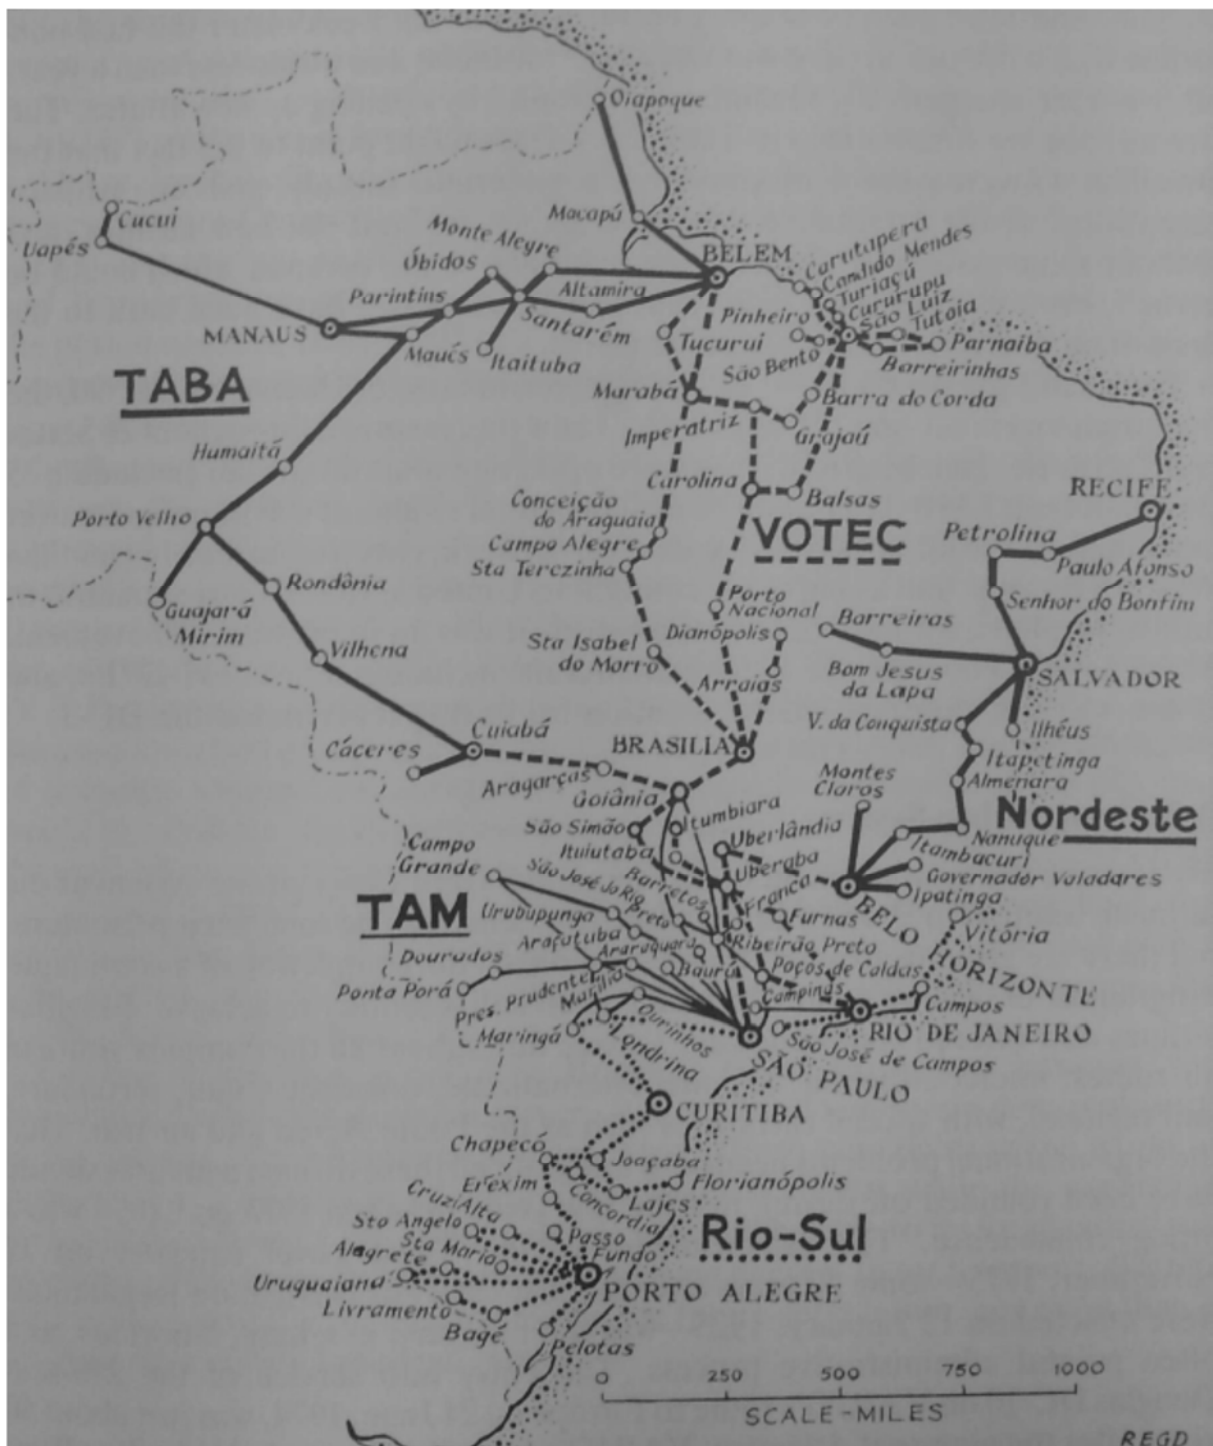 Oiapoque
Macapá
Cucui
Uapés
Monte Alegre
Óbidos
BELEM
Parintins
Altamira
Santarém
MANAUS
Maués
Itaituba
Carutapera
Candido Mendes
Turiaçú
Cururupu
São Luiz
Tutoia
Pinheiro
Parnaiba
Tucuruí
São Bento
Barreirinhas
TABA
Marabá
Barra do Corda
Imperatriz
Grajaú
Humaitá
Carolina
Balsas
RECIFE
Conceição
do Araguaia
VOTEC
Petrolina
Porto Velho
Campo Alegre
Paulo Afonso
Sta Terezinha
Rondônia
Porto
Nacional
Senhor do Bonfim
Guajará
Mirim
Dianópolis
Barreiras
Vilhena
Sta Isabel
do Morro
Bom Jesus
da Lapa
Arraias
SALVADOR
Cuiabá
BRASILIA
V. da Conquista
Ilhéus
Cáceres
Aragarças
Itapetinga
Montes
Claros
Almenara
Goiânia
Nordeste
Itumbiara
São Simão
Uberlândia
Nanuque
Campo
Grande
Ituiutaba
Itambacuri
Uberaba
Governador Valadares
São José do Rio
Preto
Barretos
Franca
Ipatinga
TAM
Urubupunga
Furnas
BELO HORIZONTE
Vitória
Araçatuba
Ribeirão Preto
Araraquara
Dourados
Bauru
Poços de Caldas
Ponta Porá
Pres. Prudente
Marília
Campinas
Campos
Maringá
Ourinhos
RIO DE JANEIRO
Londrina
São José de Campos
SÃO PAULO
CURITIBA
Chapecó
Joaçaba
Erexim
Concordia
Lajes
Florianópolis
Cruz Alta
Sto Angelo
Passo
Fundo
Rio-Sul
Sta Maria
Alegrete
Uruguaiana
PORTO ALEGRE
Livramento
Bagé
Pelotas
0 250 500 750 1000
SCALE-MILES
REGD